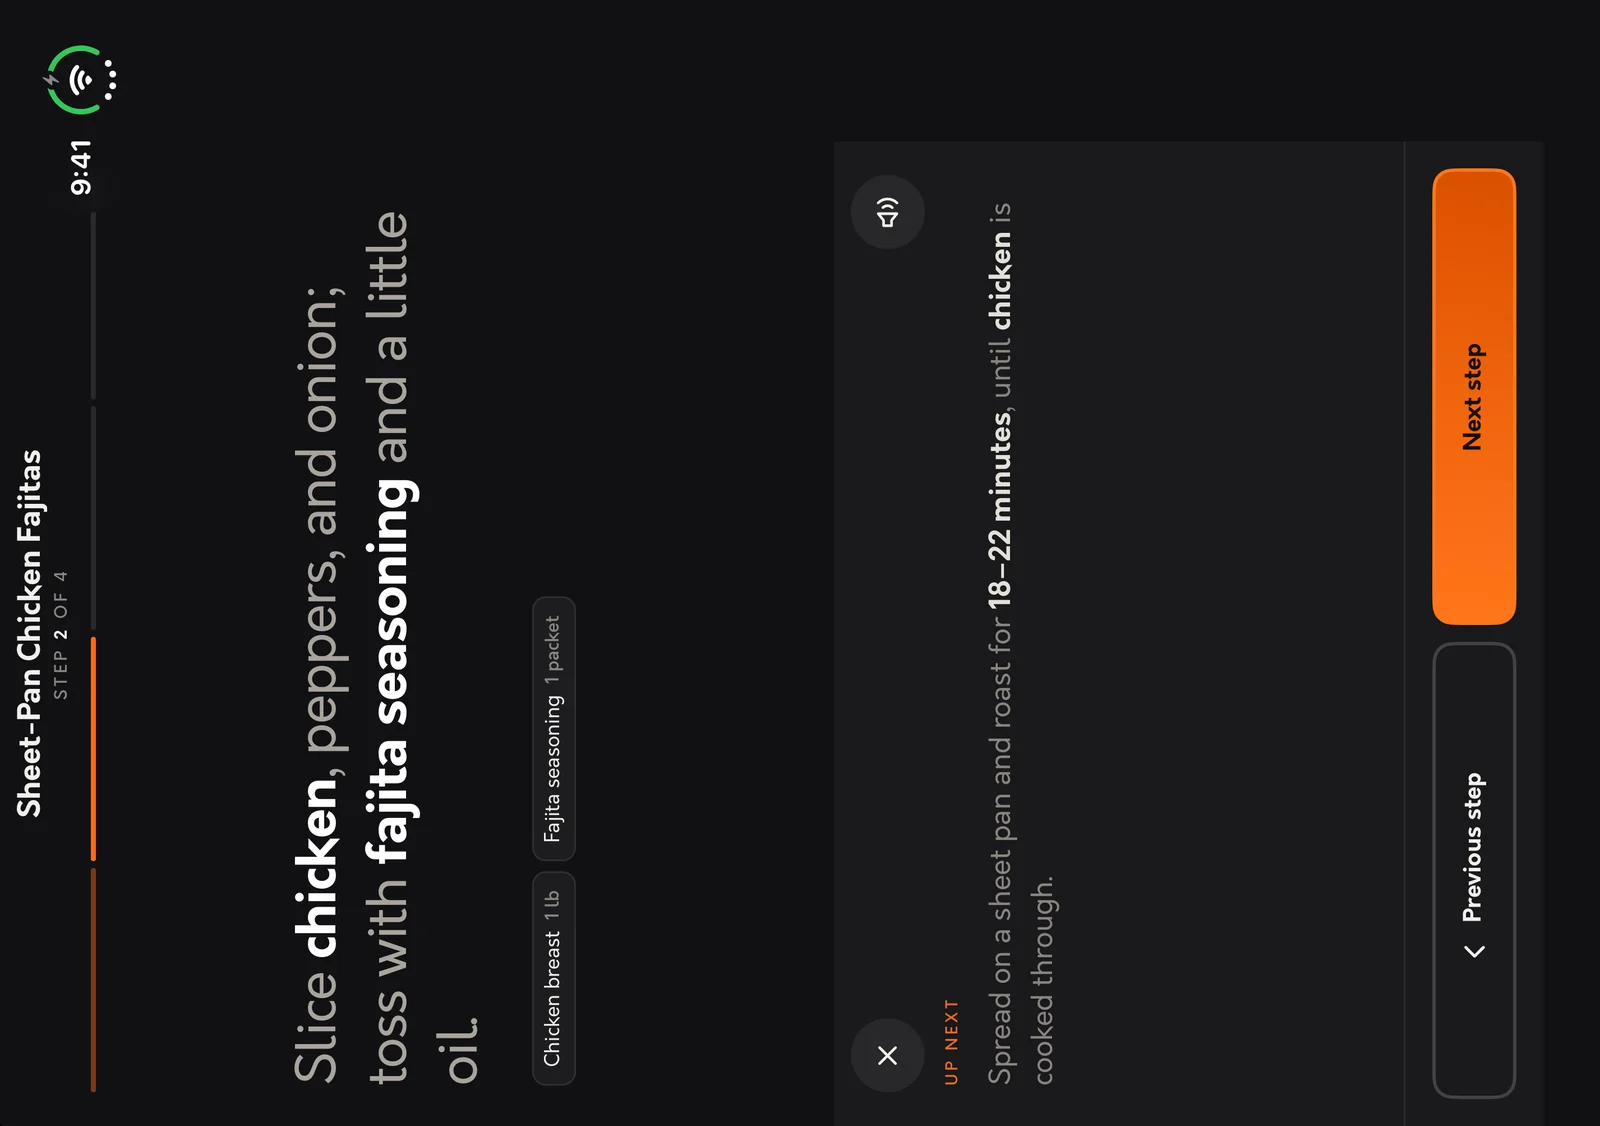 Sheet-Pan Chicken Fajitas
STEP 2 OF 4
9:41
Slice chicken, peppers, and onion;
toss with fajita seasoning and a little
oil.
Chicken breast 1 lb
Fajita seasoning 1 packet
UP NEXT
Spread on a sheet pan and roast for 18–22 minutes, until chicken is
cooked through.
Previous step
Next step